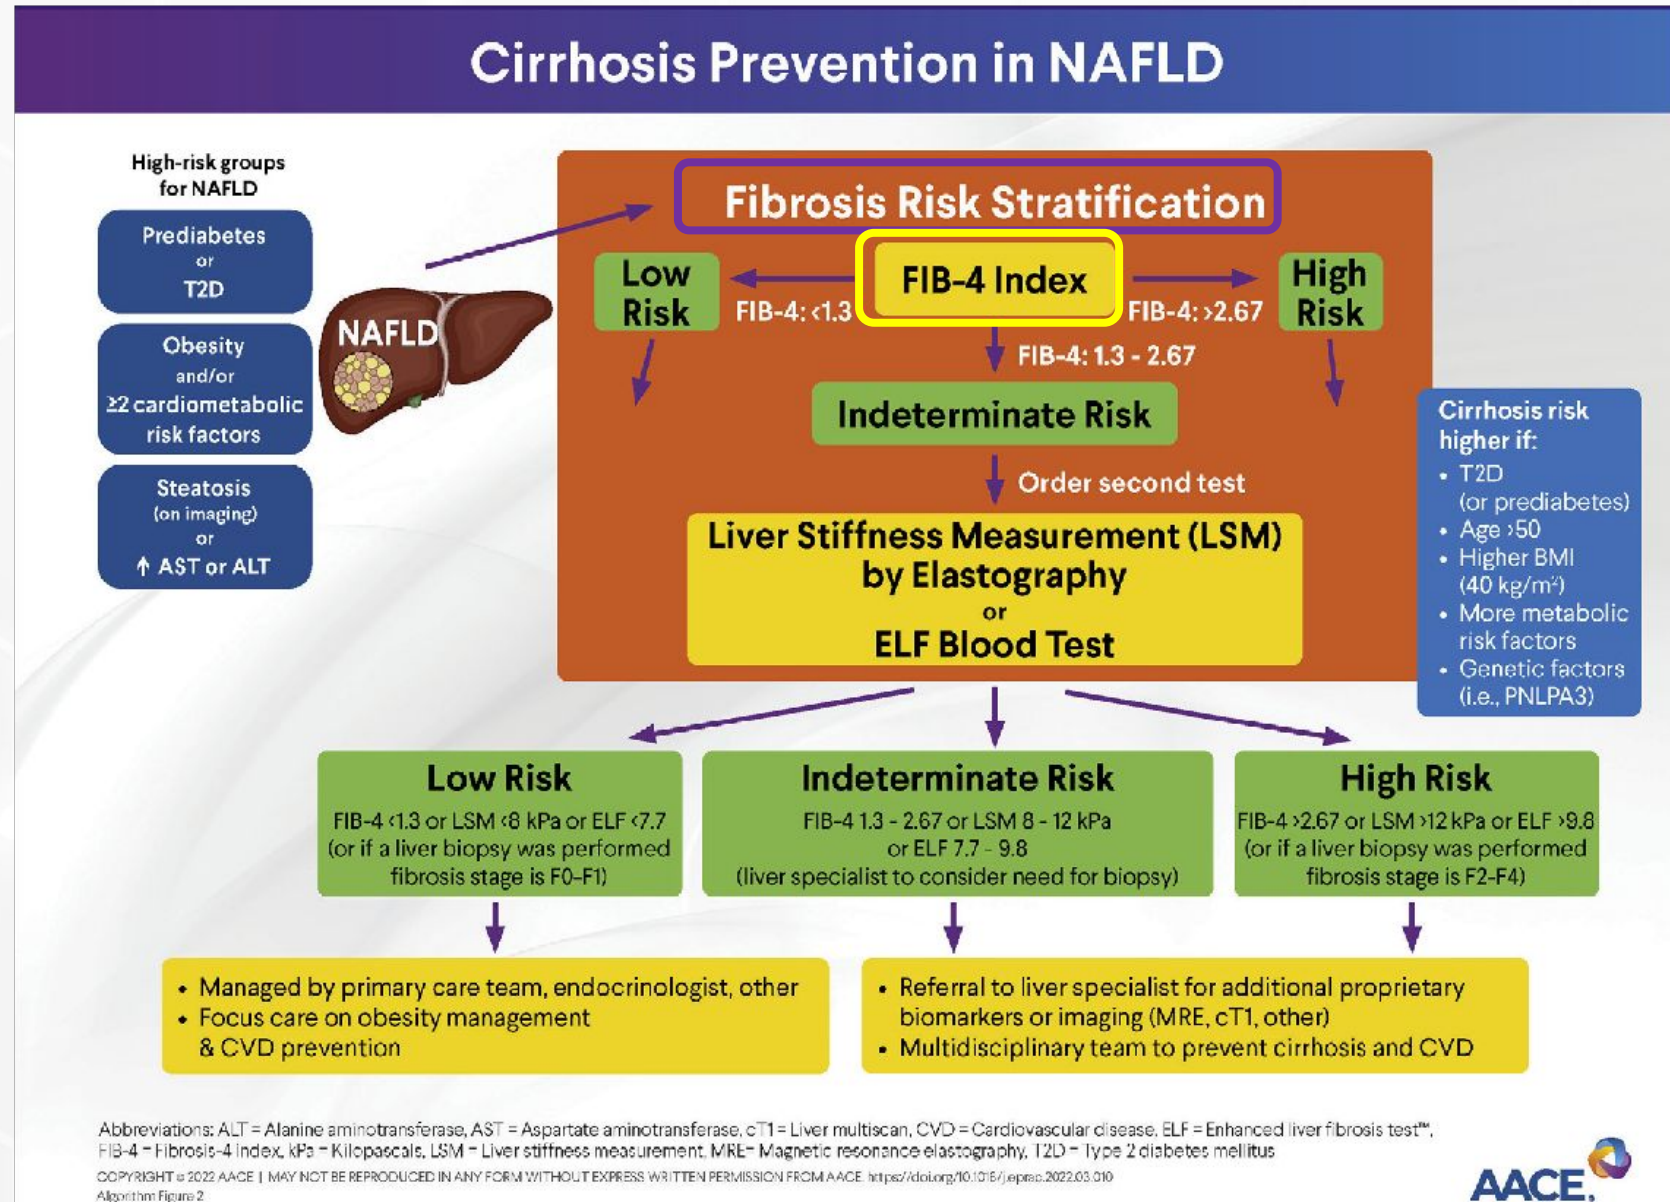 Cirrhosis Prevention in NAFLD
High-risk groups
for NAFLD
Prediabetes
or
T2D
Obesity
and/or
≥2 cardiometabolic
risk factors
Steatosis
(on imaging)
or
↑ AST or ALT
NAFLD
Fibrosis Risk Stratification
Low
Risk
FIB-4: <1.3
FIB-4 Index
FIB-4: >2.67
High
Risk
FIB-4: 1.3 - 2.67
Indeterminate Risk
Order second test
Liver Stiffness Measurement (LSM)
by Elastography
or
ELF Blood Test
Cirrhosis risk
higher if:
• T2D
(or prediabetes)
• Age >50
• Higher BMI
(40 kg/m²)
• More metabolic
risk factors
• Genetic factors
(i.e., PNLPA3)
Low Risk
FIB-4 <1.3 or LSM <8 kPa or ELF <7.7
(or if a liver biopsy was performed
fibrosis stage is F0-F1)
Indeterminate Risk
FIB-4 1.3 - 2.67 or LSM 8 - 12 kPa
or ELF 7.7 - 9.8
(liver specialist to consider need for biopsy)
High Risk
FIB-4 >2.67 or LSM >12 kPa or ELF >9.8
(or if a liver biopsy was performed
fibrosis stage is F2-F4)
• Managed by primary care team, endocrinologist, other
• Focus care on obesity management
& CVD prevention
• Referral to liver specialist for additional proprietary
biomarkers or imaging (MRE, cT1, other)
• Multidisciplinary team to prevent cirrhosis and CVD
Abbreviations: ALT = Alanine aminotransferase, AST = Aspartate aminotransferase, cT1 = Liver multiscan, CVD = Cardiovascular disease, ELF = Enhanced liver fibrosis test™,
FIB-4 = Fibrosis-4 index, kPa = Kilopascals, LSM = Liver stiffness measurement, MRE= Magnetic resonance elastography, T2D = Type 2 diabetes mellitus
COPYRIGHT © 2022 AACE | MAY NOT BE REPRODUCED IN ANY FORM WITHOUT EXPRESS WRITTEN PERMISSION FROM AACE. https://doi.org/10.1016/j.eprac.2022.03.010
Algorithm Figure 2
AACE.